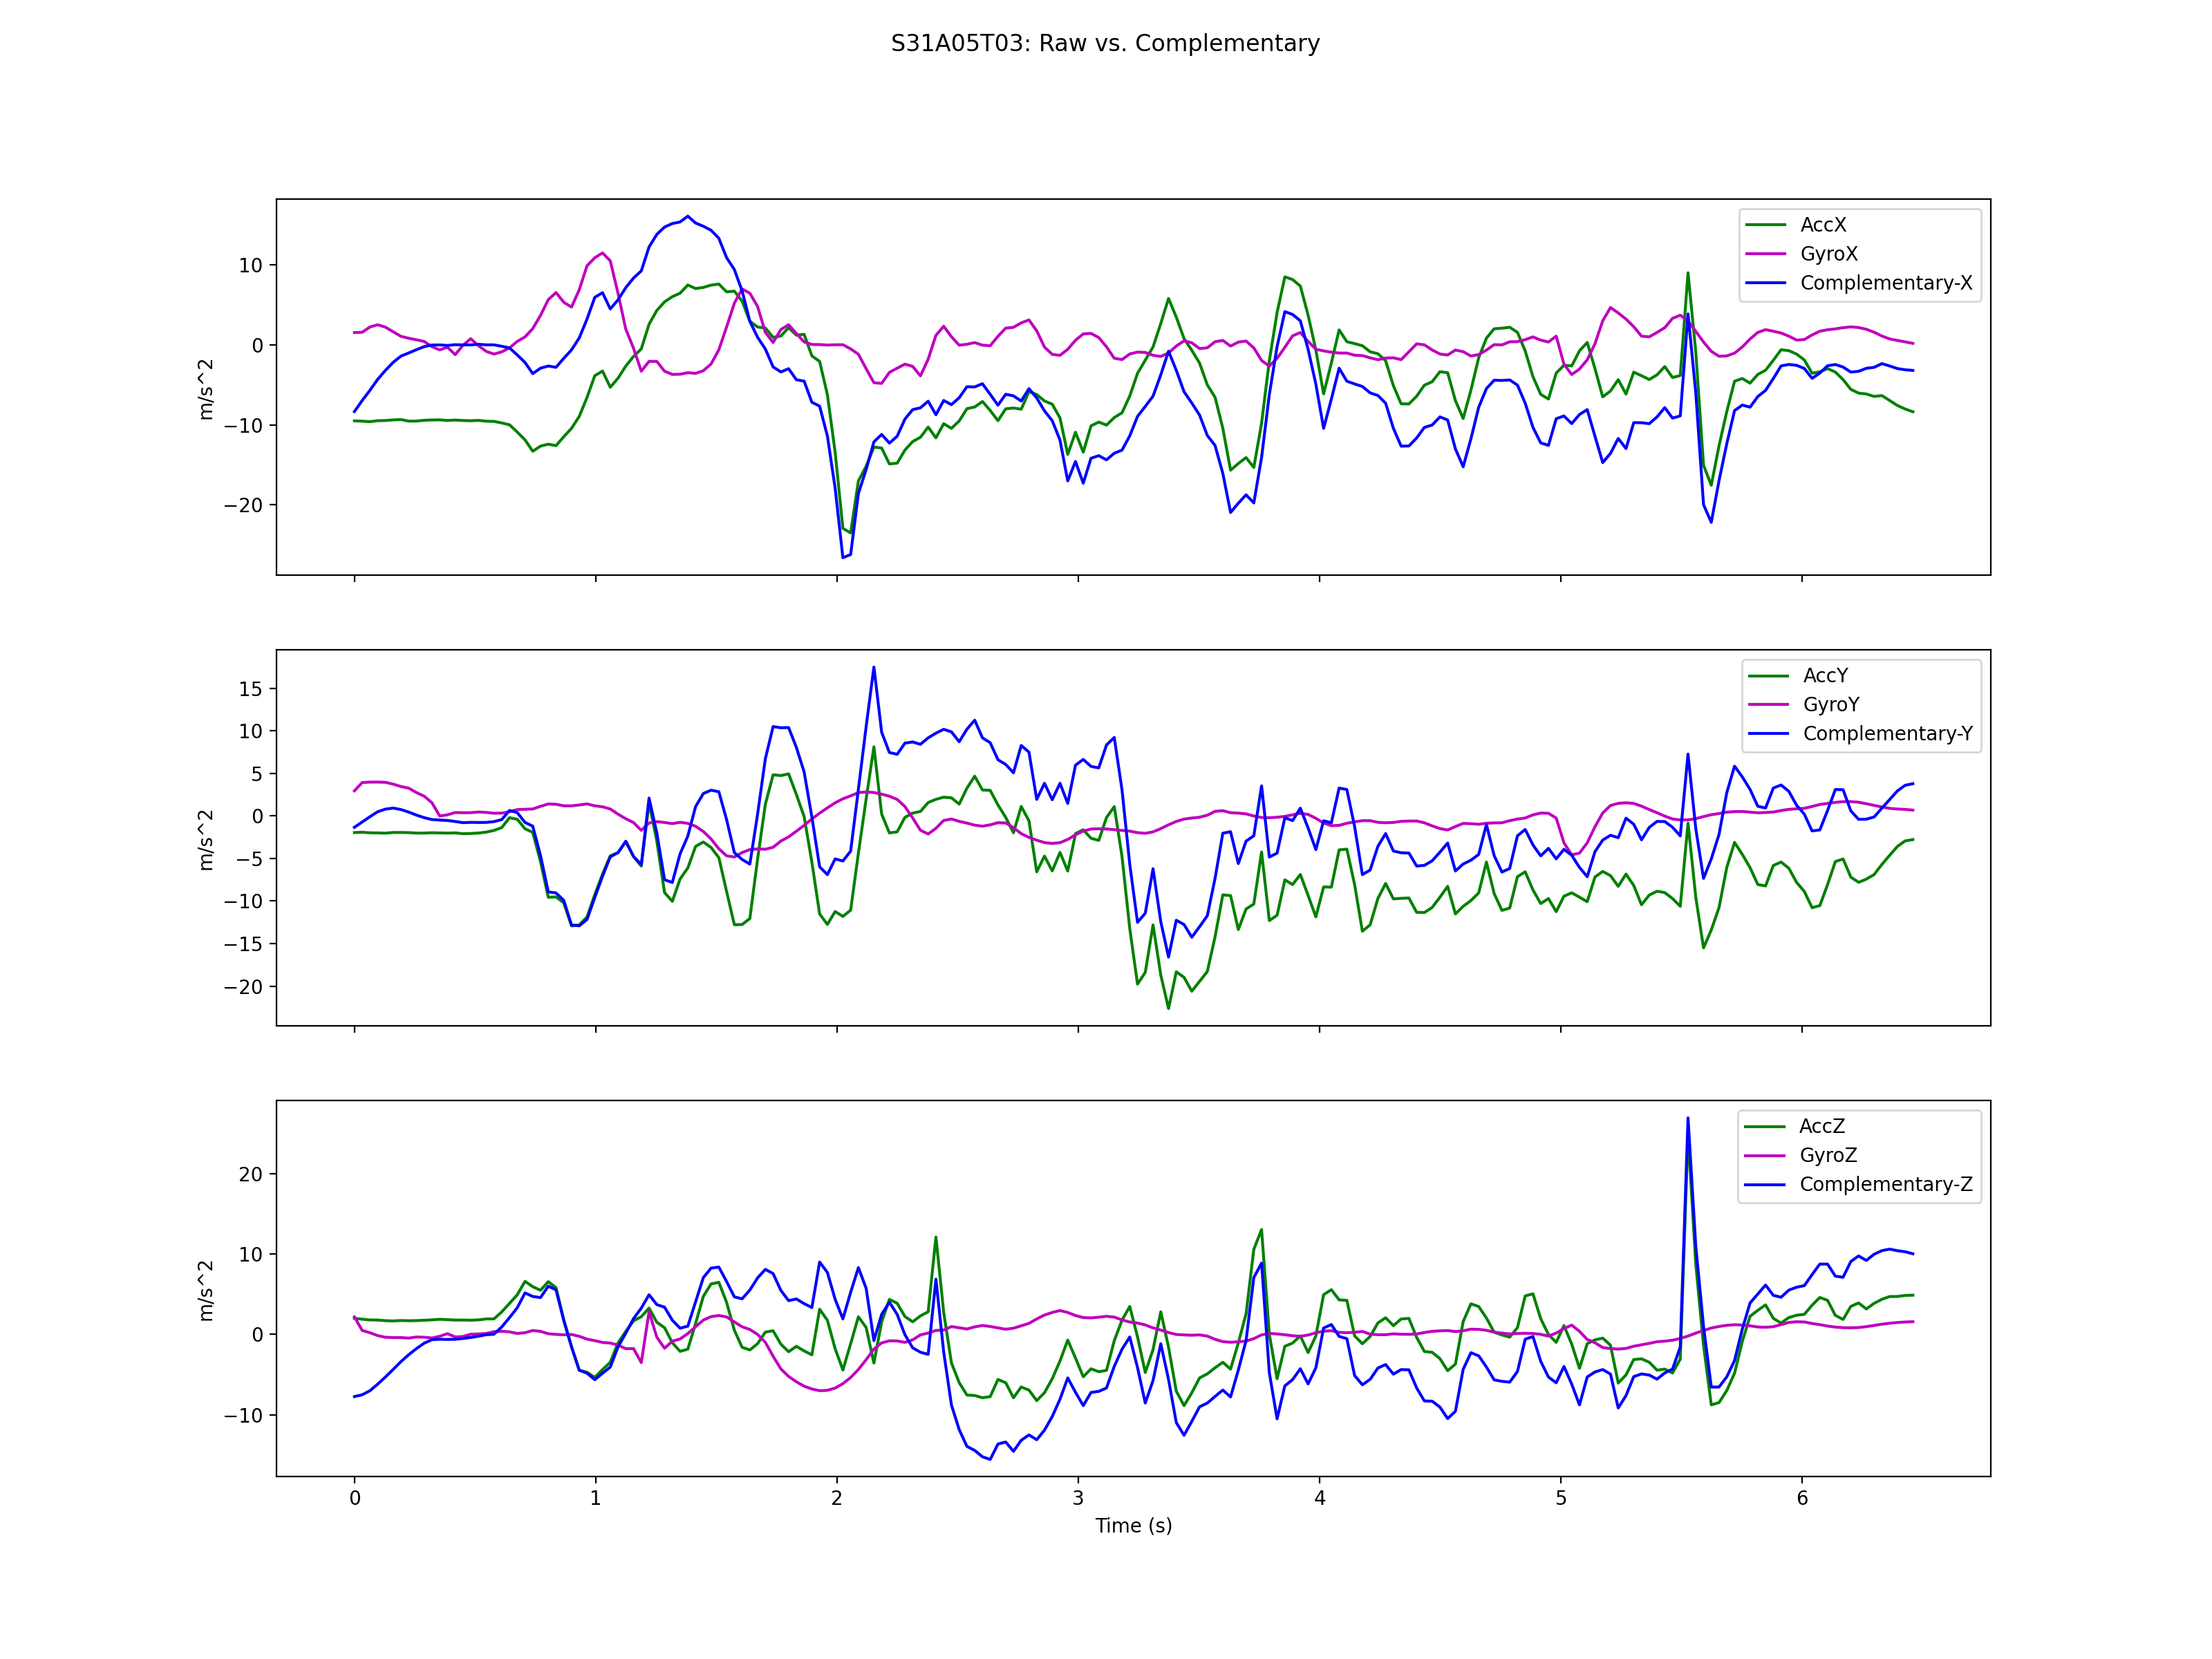 S31A05T03: Raw vs. Complementary
AccX
GyroX
Complementary-X
10
0
−10
−20
m/s^2
AccY
GyroY
Complementary-Y
15
10
5
0
−5
−10
−15
−20
m/s^2
AccZ
GyroZ
Complementary-Z
20
10
0
−10
m/s^2
0 1 2 3 4 5 6
Time (s)